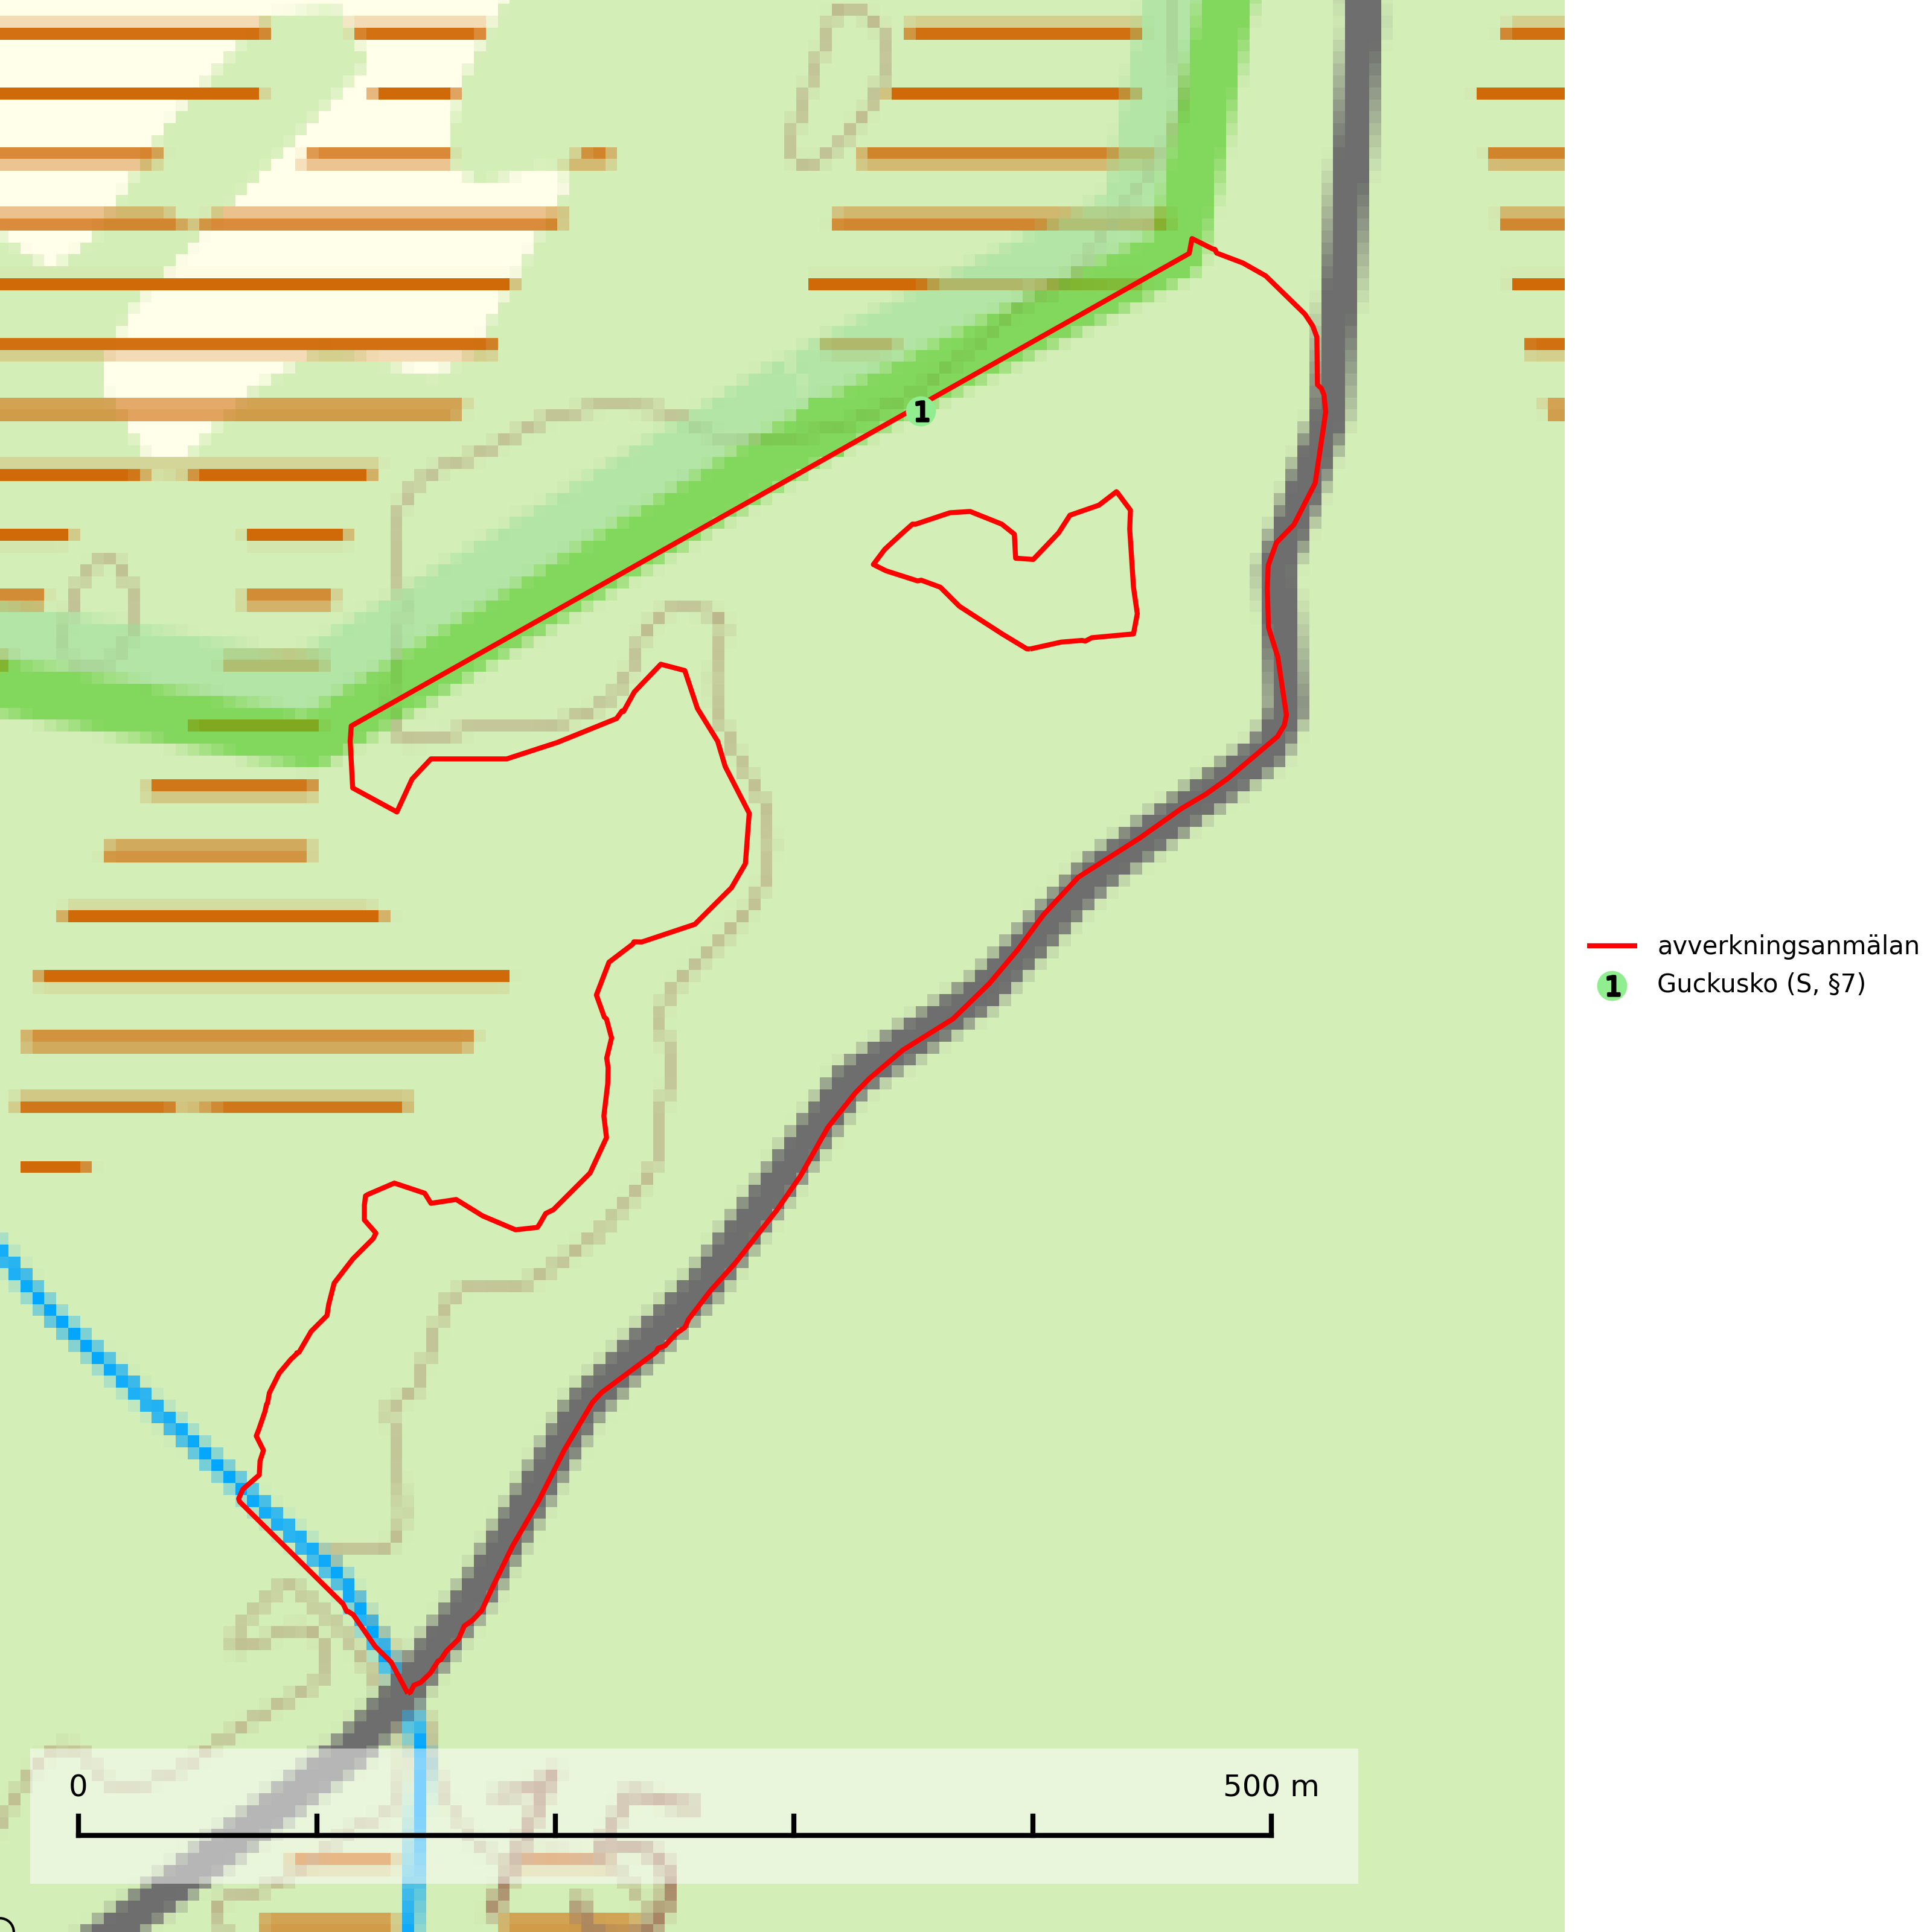 1
avverkningsanmälan
1 Guckusko (S, §7)
0 500 m